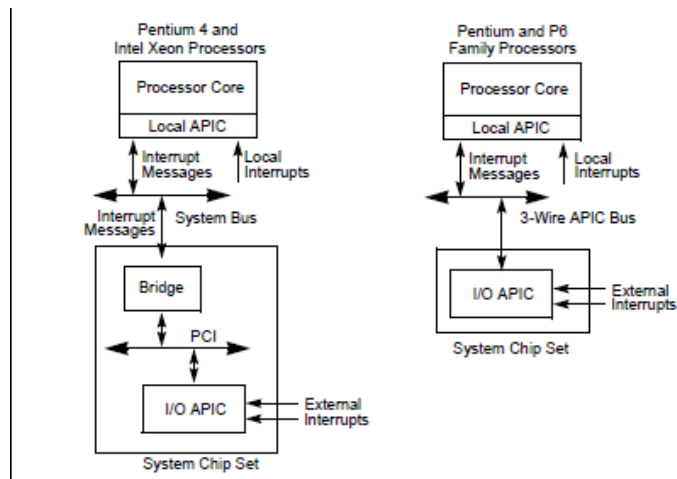 Pentium 4 and
Intel Xeon Processors
Processor Core
Local APIC
Interrupt
Messages
Local
Interrupts
Interrupt
Messages
System Bus
Bridge
PCI
I/O APIC
External
Interrupts
System Chip Set
Pentium and P6
Family Processors
Processor Core
Local APIC
Interrupt
Messages
Local
Interrupts
3-Wire APIC Bus
I/O APIC
External
Interrupts
System Chip Set